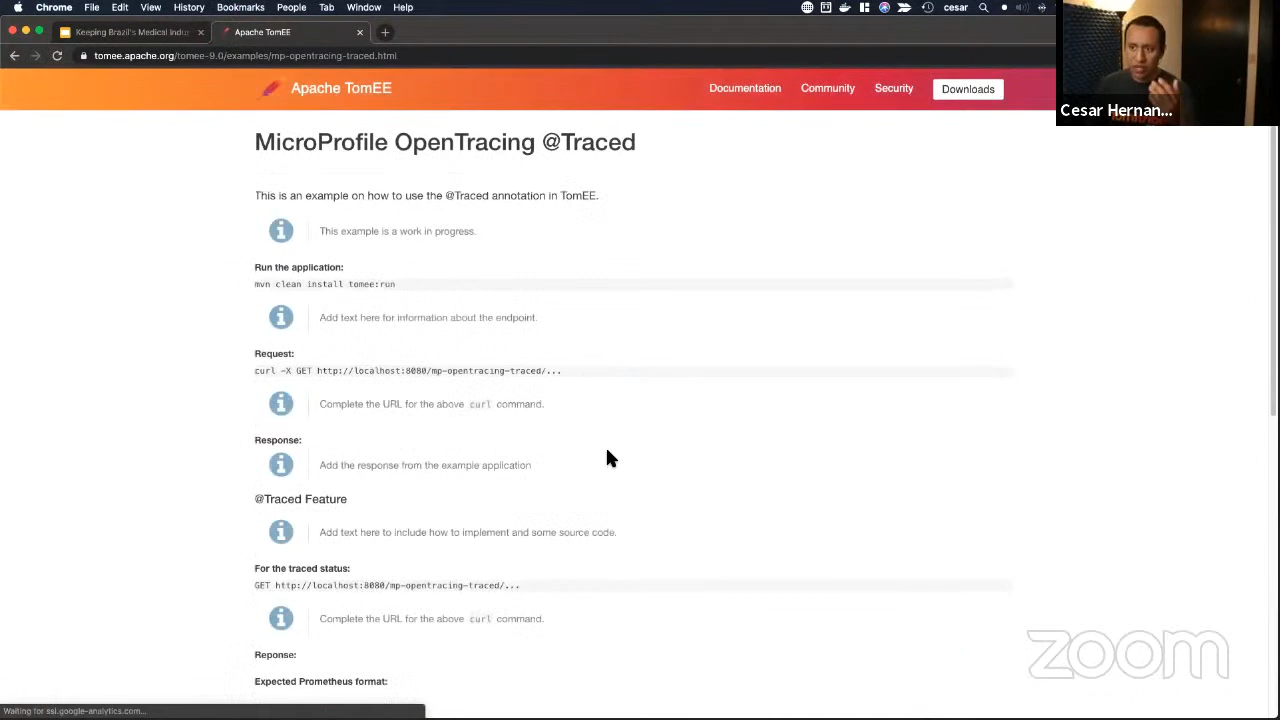 Chrome File Edit View History Bookmarks People Tab Window Help Cesar
Keeping Brazil's Medical Indus
Apache TomEE
tomee.apache.org/tomee-9.0/examples/mp-opentracing-traced.html
Apache TomEE
Documentation Community Security Downloads
Cesar Hernan...
MicroProfile OpenTracing @Traced
This is an example on how to use the @Traced annotation in TomEE.
This example is a work in progress.
Run the application:
mvn clean install tomee:run
Add text here for information about the endpoint.
Request:
curl -X GET http://localhost:8080/mp-opentracing-traced/...
Complete the URL for the above curl command.
Response:
Add the response from the example application
@Traced Feature
Add text here to include how to implement and some source code.
For the traced status:
GET http://localhost:8080/mp-opentracing-traced/...
Complete the URL for the above curl command.
Reponse:
Expected Prometheus format:
zoom
Waiting for ssl.google-analytics.com...